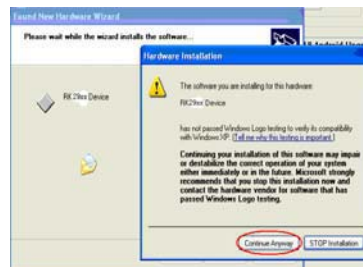 Found New Hardware Wizard
Please wait while the wizard installs the software...
RK29xx Device
Hardware Installation
The software you are installing for this hardware:
RK29xx Device
has not passed Windows Logo testing to verify its compatibility
with Windows XP. (Tell me why this testing is important.)
Continuing your installation of this software may impair
or destabilize the correct operation of your system
either immediately or in the future. Microsoft strongly
recommends that you stop this installation now and
contact the hardware vendor for software that has
passed Windows Logo testing.
Continue Anyway
STOP Installation